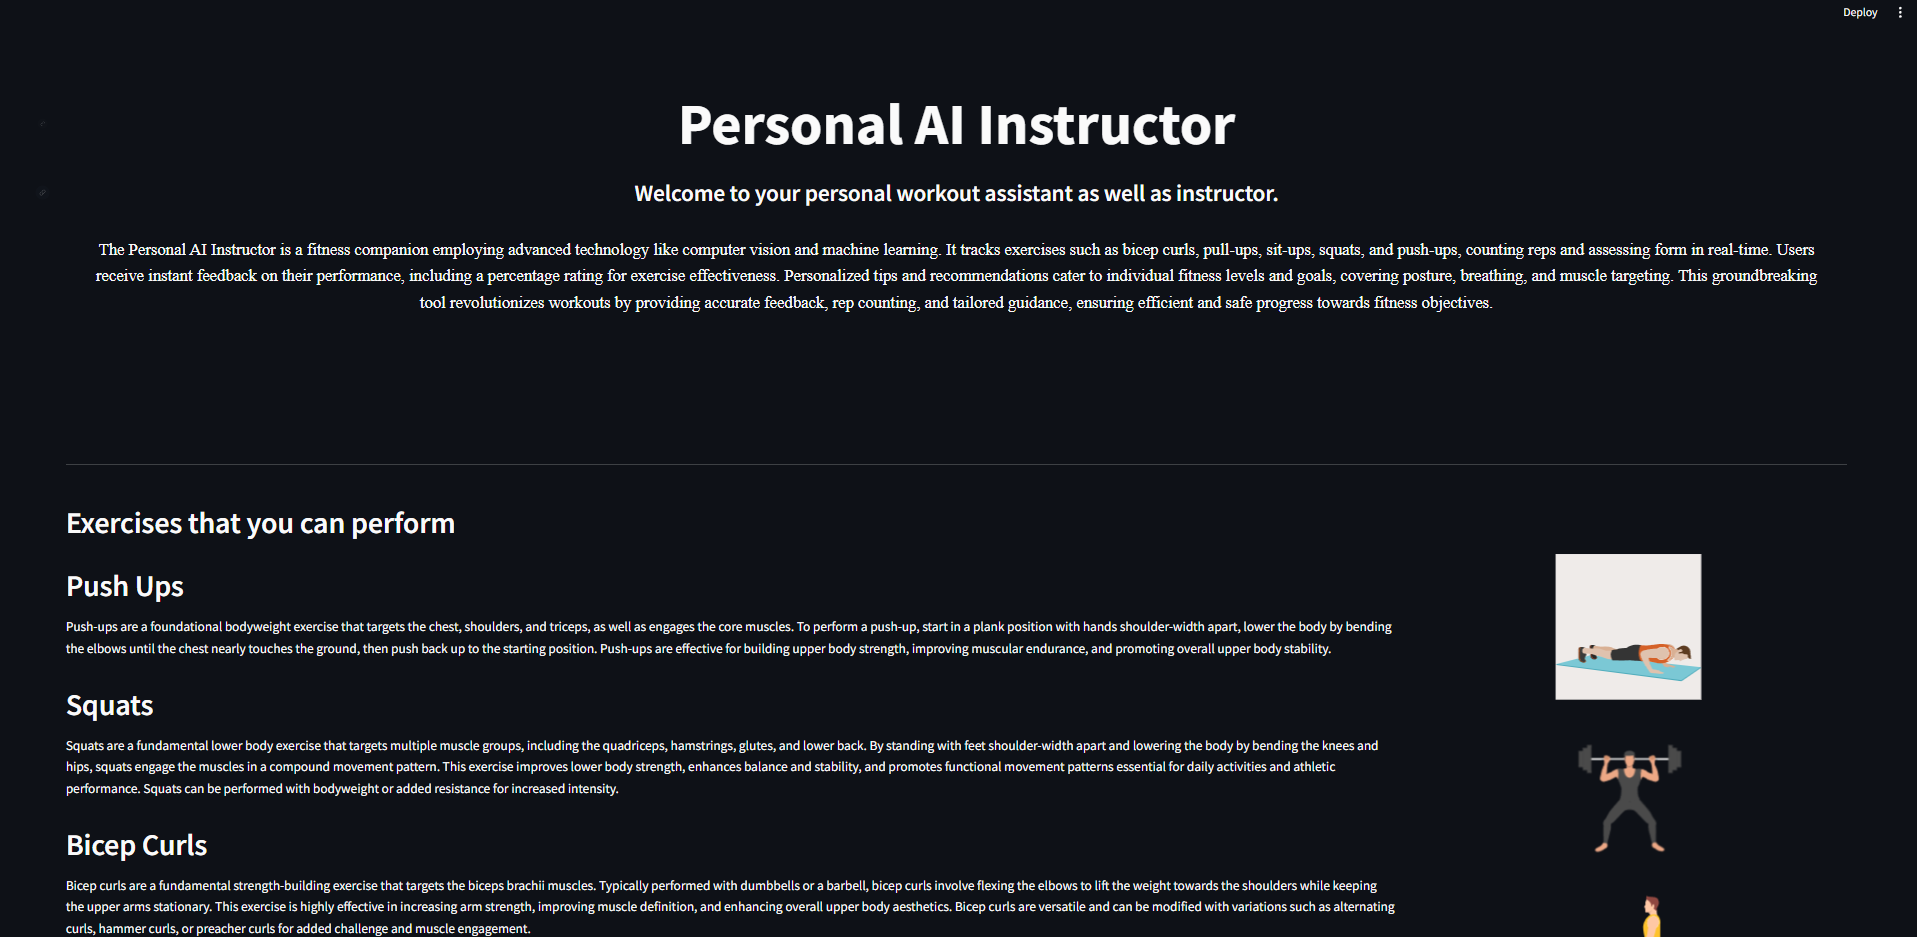 Deploy
Personal AI Instructor
Welcome to your personal workout assistant as well as instructor.
The Personal AI Instructor is a fitness companion employing advanced technology like computer vision and machine learning. It tracks exercises such as bicep curls, pull-ups, sit-ups, squats, and push-ups, counting reps and assessing form in real-time. Users
receive instant feedback on their performance, including a percentage rating for exercise effectiveness. Personalized tips and recommendations cater to individual fitness levels and goals, covering posture, breathing, and muscle targeting. This groundbreaking
tool revolutionizes workouts by providing accurate feedback, rep counting, and tailored guidance, ensuring efficient and safe progress towards fitness objectives.
Exercises that you can perform
Push Ups
Push-ups are a foundational bodyweight exercise that targets the chest, shoulders, and triceps, as well as engages the core muscles. To perform a push-up, start in a plank position with hands shoulder-width apart, lower the body by bending
the elbows until the chest nearly touches the ground, then push back up to the starting position. Push-ups are effective for building upper body strength, improving muscular endurance, and promoting overall upper body stability.
Squats
Squats are a fundamental lower body exercise that targets multiple muscle groups, including the quadriceps, hamstrings, glutes, and lower back. By standing with feet shoulder-width apart and lowering the body by bending the knees and
hips, squats engage the muscles in a compound movement pattern. This exercise improves lower body strength, enhances balance and stability, and promotes functional movement patterns essential for daily activities and athletic
performance. Squats can be performed with bodyweight or added resistance for increased intensity.
Bicep Curls
Bicep curls are a fundamental strength-building exercise that targets the biceps brachii muscles. Typically performed with dumbbells or a barbell, bicep curls involve flexing the elbows to lift the weight towards the shoulders while keeping
the upper arms stationary. This exercise is highly effective in increasing arm strength, improving muscle definition, and enhancing overall upper body aesthetics. Bicep curls are versatile and can be modified with variations such as alternating
curls, hammer curls, or preacher curls for added challenge and muscle engagement.